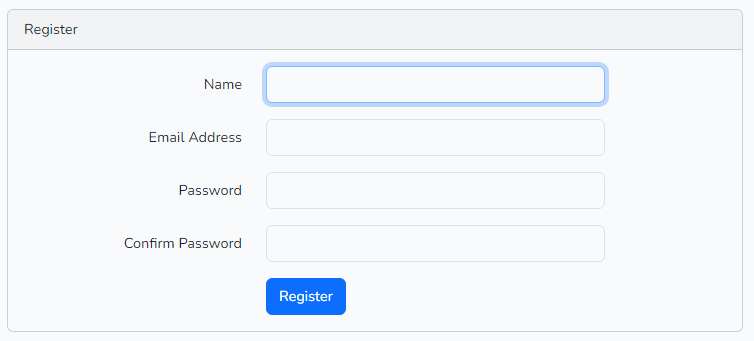 Register
Name
Email Address
Password
Confirm Password
Register